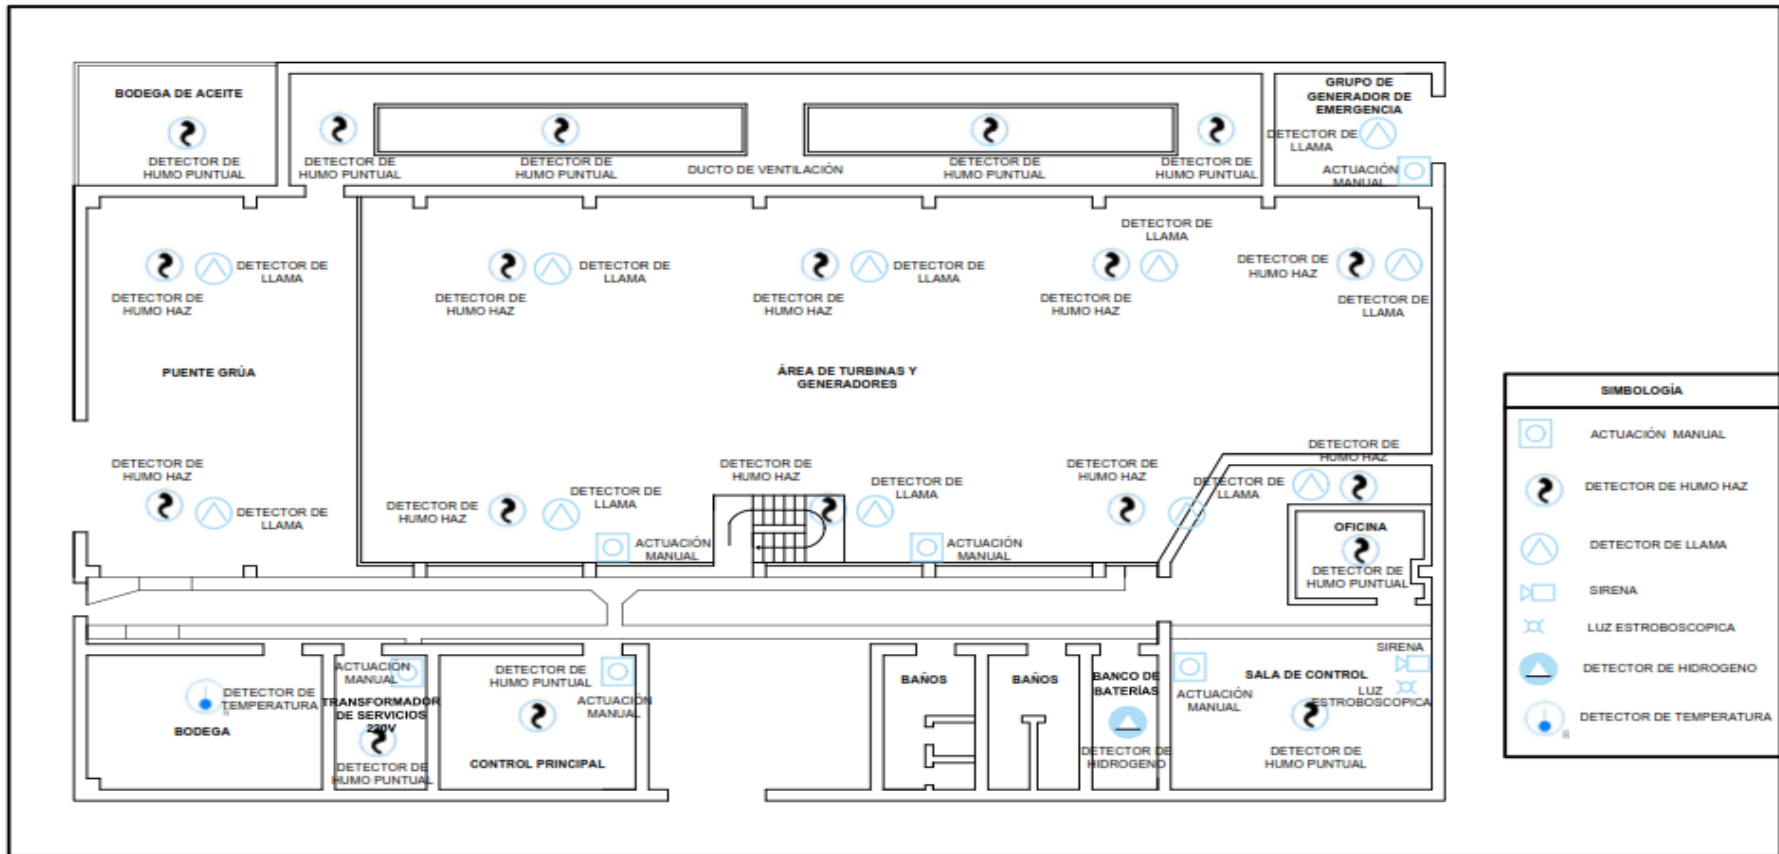 BODEGA DE ACEITE
DETECTOR DE
HUMO PUNTUAL
DETECTOR DE
HUMO PUNTUAL
DETECTOR DE
HUMO PUNTUAL
DUCTO DE VENTILACIÓN
DETECTOR DE
HUMO PUNTUAL
DETECTOR DE
HUMO PUNTUAL
GRUPO DE
GENERADOR DE
EMERGENCIA
DETECTOR DE
LLAMA
ACTUACIÓN
MANUAL
DETECTOR DE
LLAMA
DETECTOR DE
HUMO HAZ
DETECTOR DE
LLAMA
DETECTOR DE
HUMO HAZ
DETECTOR DE
LLAMA
DETECTOR DE
HUMO HAZ
DETECTOR DE
LLAMA
DETECTOR DE
HUMO HAZ
DETECTOR DE
HUMO HAZ
DETECTOR DE
LLAMA
PUENTE GRÚA
ÁREA DE TURBINAS Y
GENERADORES
DETECTOR DE
HUMO HAZ
DETECTOR DE
LLAMA
DETECTOR DE
HUMO HAZ
DETECTOR DE
LLAMA
ACTUACIÓN
MANUAL
DETECTOR DE
HUMO HAZ
DETECTOR DE
LLAMA
ACTUACIÓN
MANUAL
DETECTOR DE
HUMO HAZ
DETECTOR DE
LLAMA
DETECTOR DE
HUMO HAZ
OFICINA
DETECTOR DE
HUMO PUNTUAL
DETECTOR DE
TEMPERATURA
BODEGA
ACTUACIÓN
MANUAL
TRANSFORMADOR
DE SERVICIOS
220V
DETECTOR DE
HUMO PUNTUAL
DETECTOR DE
HUMO PUNTUAL
ACTUACIÓN
MANUAL
CONTROL PRINCIPAL
BAÑOS
BAÑOS
BANCO DE
BATERÍAS
DETECTOR DE
HIDROGENO
ACTUACIÓN
MANUAL
SALA DE CONTROL
SIRENA
LUZ
ESTROBOSCOPICA
DETECTOR DE
HUMO PUNTUAL
SIMBOLOGÍA
ACTUACIÓN MANUAL
DETECTOR DE HUMO HAZ
DETECTOR DE LLAMA
SIRENA
LUZ ESTROBOSCOPICA
DETECTOR DE HIDROGENO
DETECTOR DE TEMPERATURA